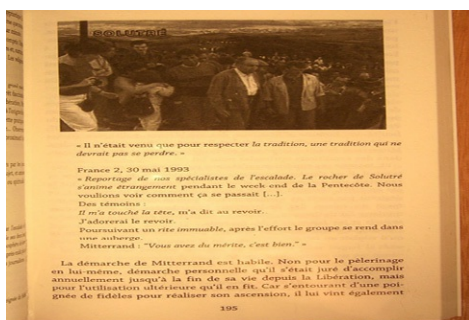 SOLUTRÉ
« Il n'était venu que pour respecter la tradition, une tradition qui ne
devrait pas se perdre. »
France 2, 30 mai 1993
« Reportage de nos spécialistes de l'escalade. Le rocher de Solutré
s'anime étrangement pendant le week-end de la Pentecôte. Nous
voulions voir comment ça se passait [...].
Des témoins :
Il m'a touché la tête, m'a dit au revoir.
J'adorerai le revoir.
Poursuivant un rite immuable, après l'effort le groupe se rend dans
une auberge.
Mitterrand : "Vous avez du mérite, c'est bien." »
La démarche de Mitterrand est habile. Non pour le pèlerinage
en lui-même, démarche personnelle qu'il s'était juré d'accomplir
annuellement jusqu'à la fin de sa vie depuis la Libération, mais
pour l'utilisation ultérieure qu'il en fit. Car s'entourant d'une poi-
gnée de fidèles pour réaliser son ascension, il lui vint également
195